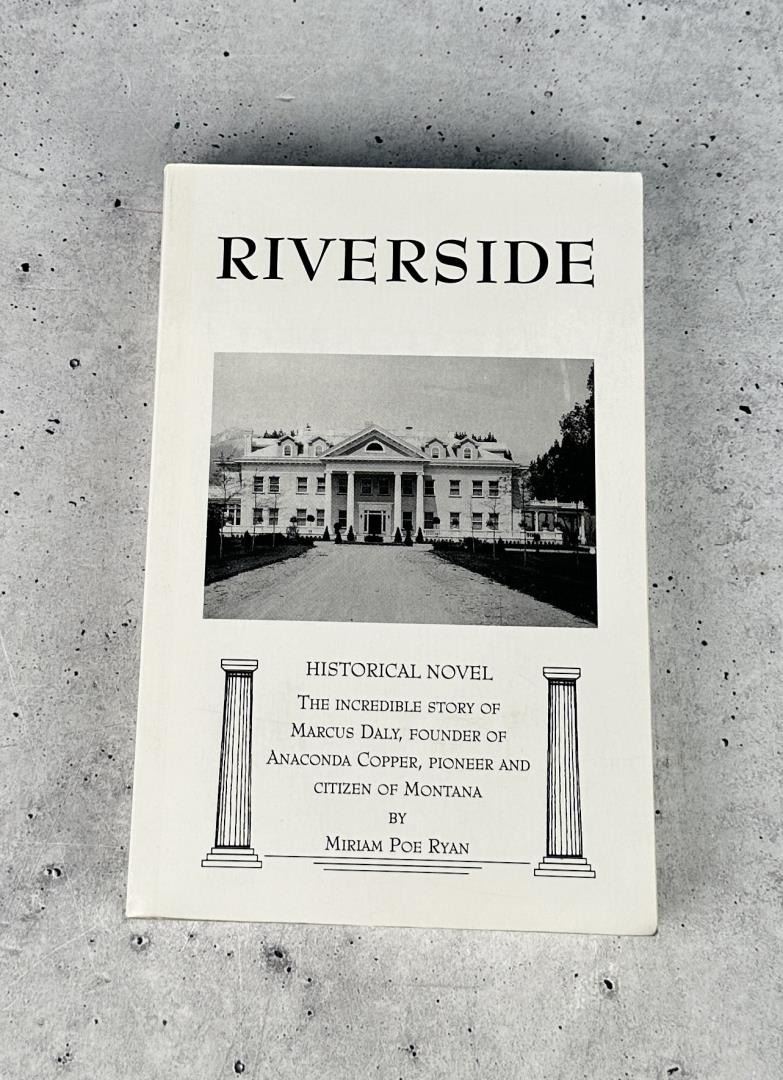 RIVERSIDE
HISTORICAL NOVEL
THE INCREDIBLE STORY OF
MARCUS DALY, FOUNDER OF
ANACONDA COPPER, PIONEER AND
CITIZEN OF MONTANA
BY
MIRIAM POE RYAN